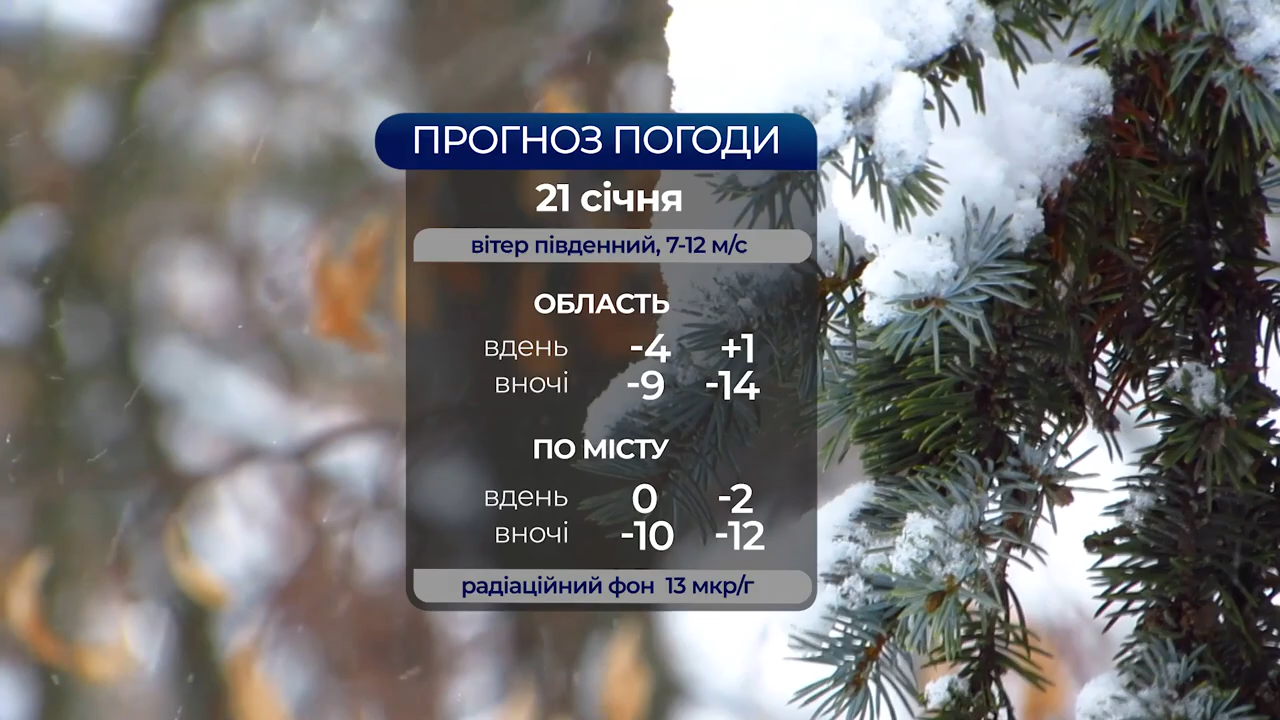 ПРОГНОЗ ПОГОДИ
21 січня
вітер південний, 7-12 м/с
ОБЛАСТЬ
вдень -4 +1
вночі -9 -14
ПО МІСТУ
вдень 0 -2
вночі -10 -12
радіаційний фон 13 мкр/г